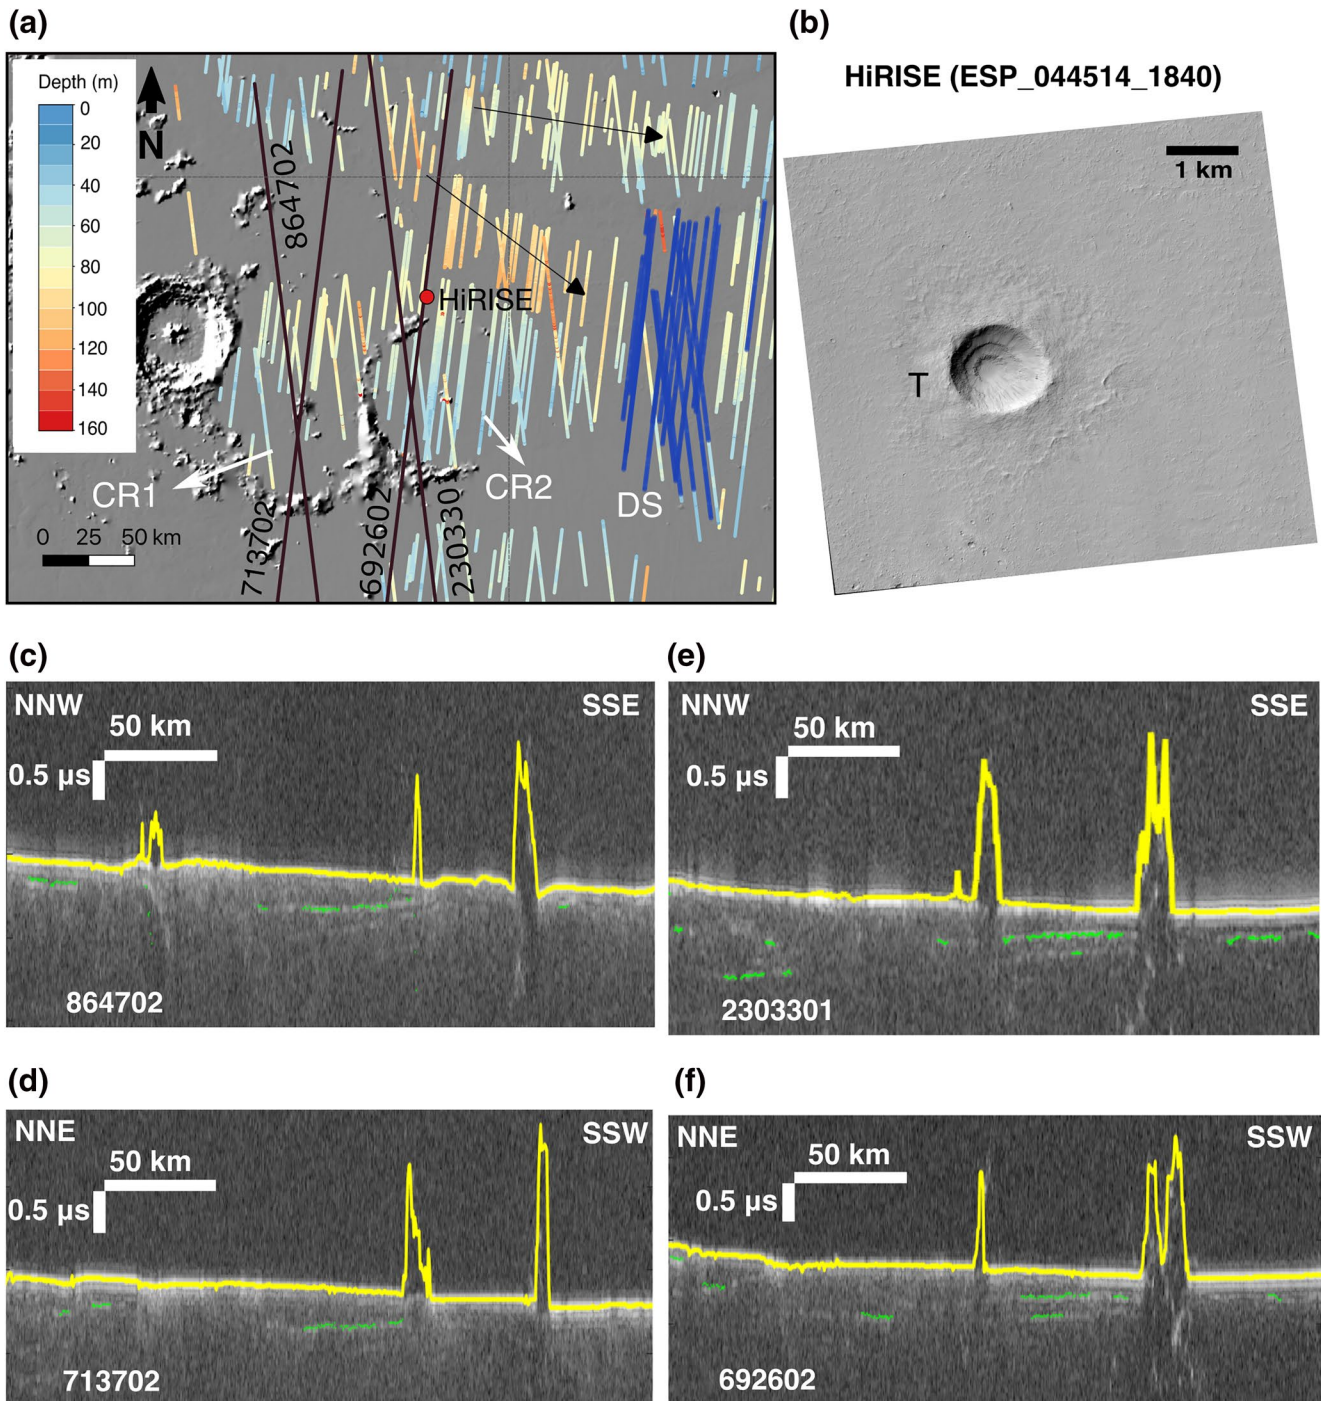 (a)
Depth (m)
0
20
40
60
80
100
120
140
160
N
864702
HiRISE
CR1
CR2
DS
713702
692602
2303301
0 25 50 km
(b)
HiRISE (ESP_044514_1840)
1 km
T
(c)
NNW
SSE
50 km
0.5 µs
864702
(e)
NNW
SSE
50 km
0.5 µs
2303301
(d)
NNE
SSW
50 km
0.5 µs
713702
(f)
NNE
SSW
50 km
0.5 µs
692602